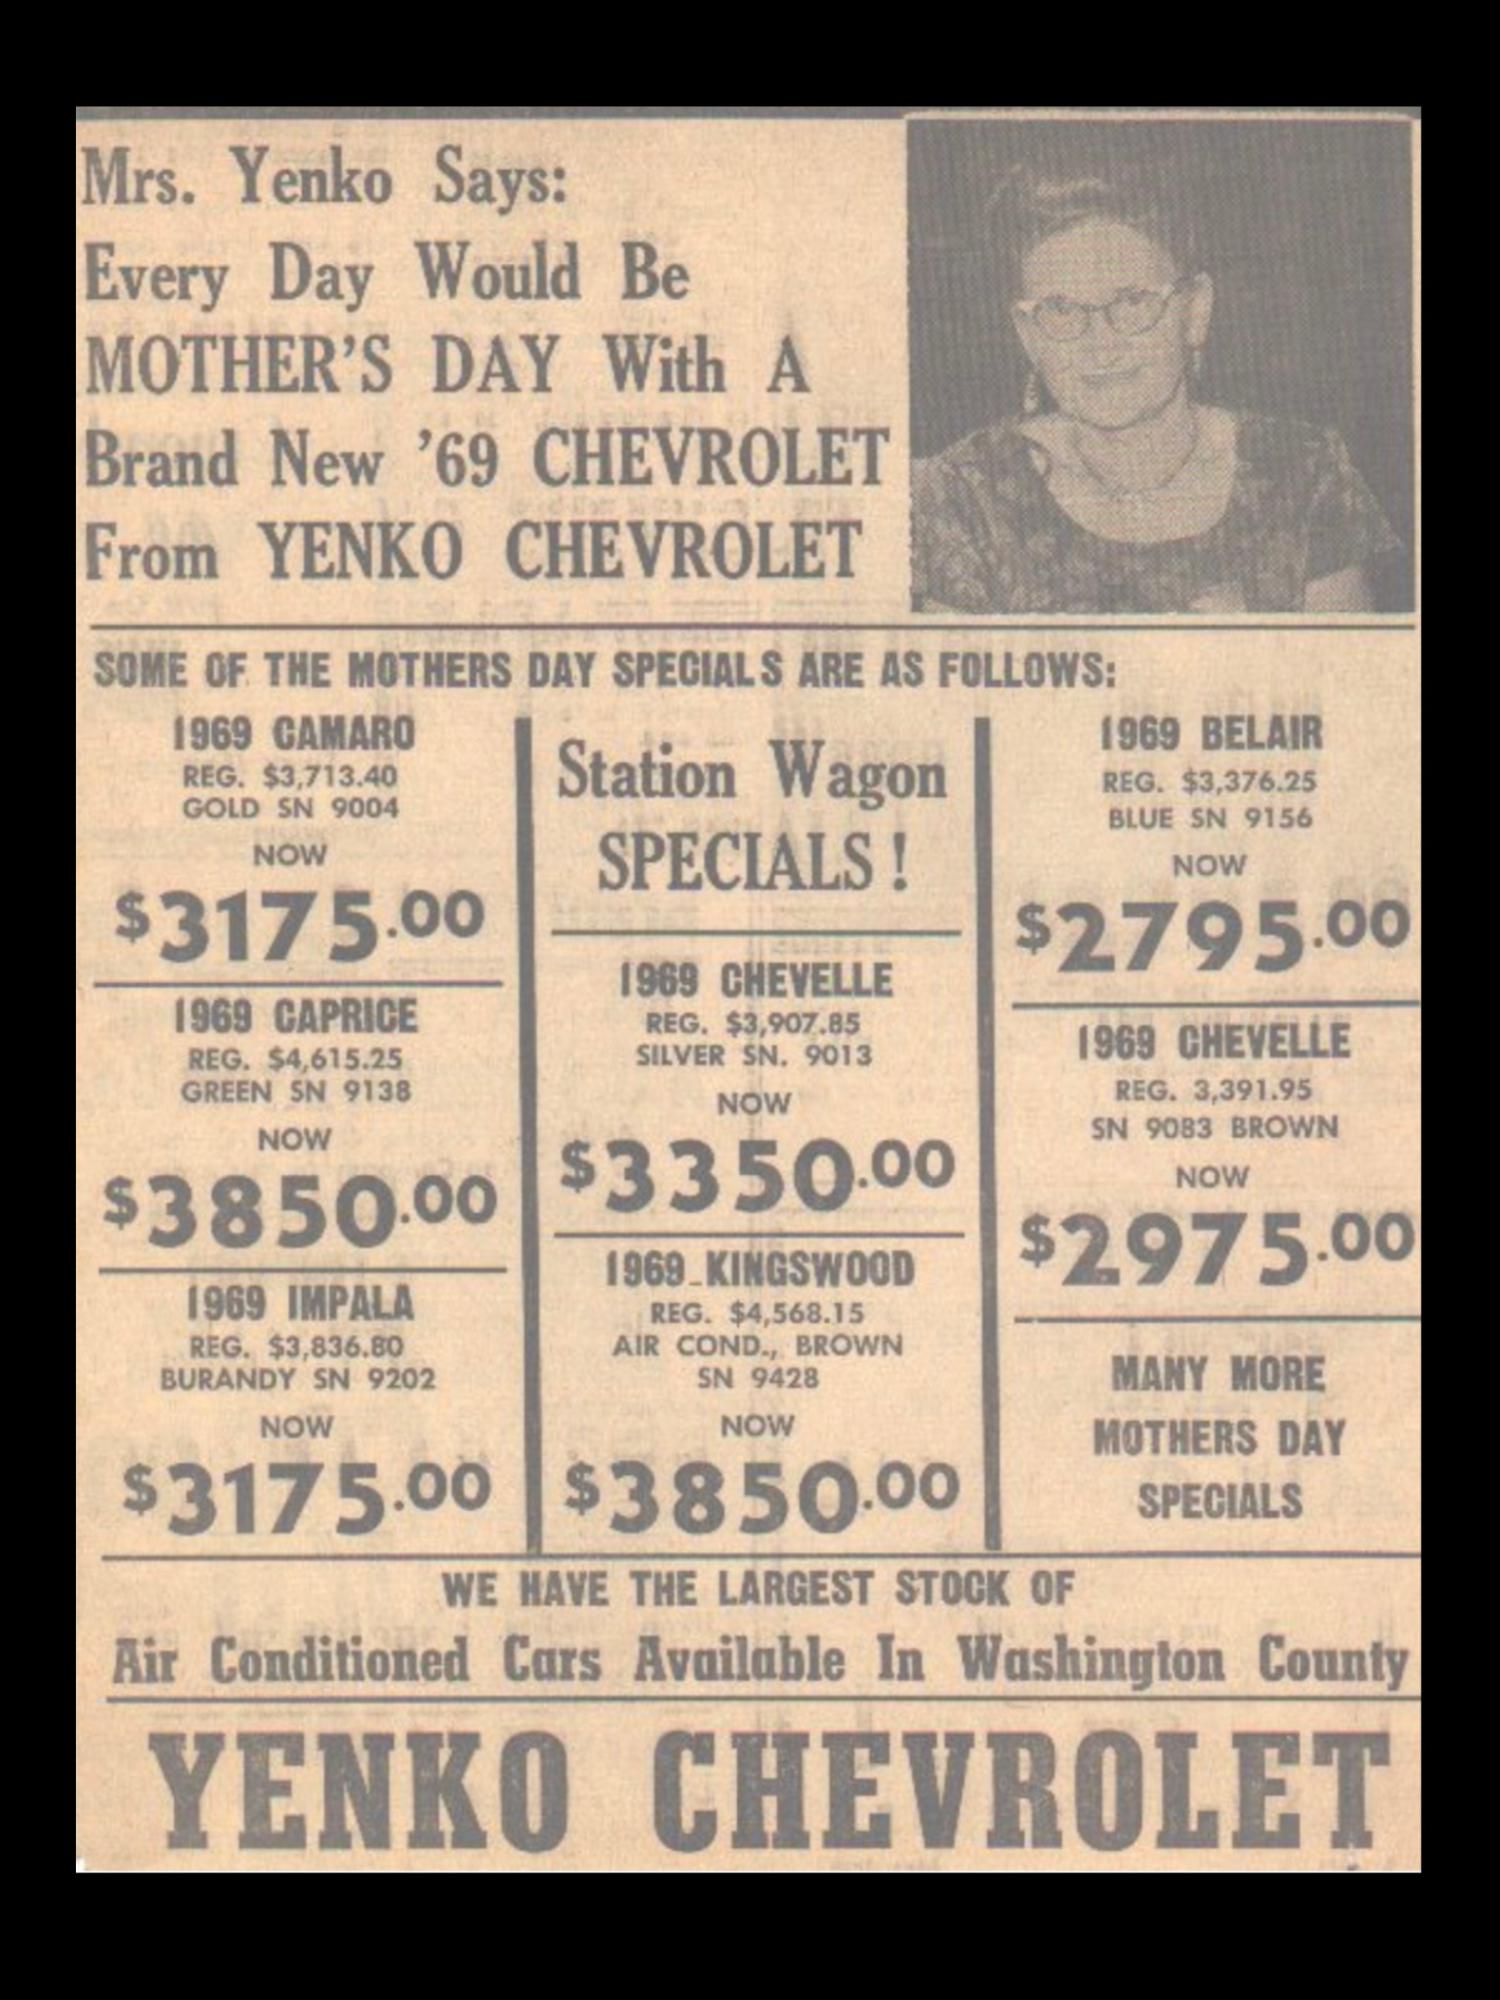 Mrs. Yenko Says:
Every Day Would Be
MOTHER'S DAY With A
Brand New '69 CHEVROLET
From YENKO CHEVROLET
SOME OF THE MOTHERS DAY SPECIALS ARE AS FOLLOWS:
1969 CAMARO
REG. $3,713.40
GOLD SN 9004
NOW
$3175.00
1969 CAPRICE
REG. $4,615.25
GREEN SN 9138
NOW
$3850.00
1969 IMPALA
REG. $3,836.80
BURANDY SN 9202
NOW
$3175.00
Station Wagon
SPECIALS!
1969 CHEVELLE
REG. $3,907.85
SILVER SN. 9013
NOW
$3350.00
1969 KINGSWOOD
REG. $4,568.15
AIR COND., BROWN
SN 9428
NOW
$3850.00
1969 BELAIR
REG. $3,376.25
BLUE SN 9156
NOW
$2795.00
1969 CHEVELLE
REG. 3,391.95
SN 9083 BROWN
NOW
$2975.00
MANY MORE
MOTHERS DAY
SPECIALS
WE HAVE THE LARGEST STOCK OF
Air Conditioned Cars Available In Washington County
YENKO CHEVROLET